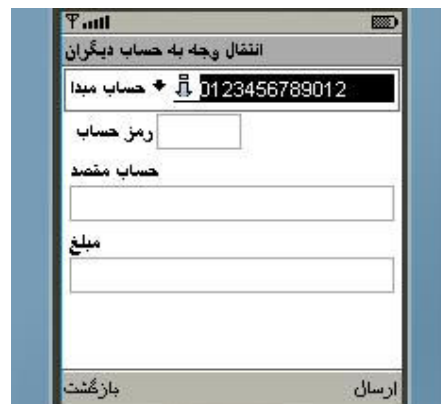 انتقال وجه به حساب دیگران
حساب مبدا 0123456789012
رمز حساب
حساب مقصد
مبلغ
ارسال بازگشت